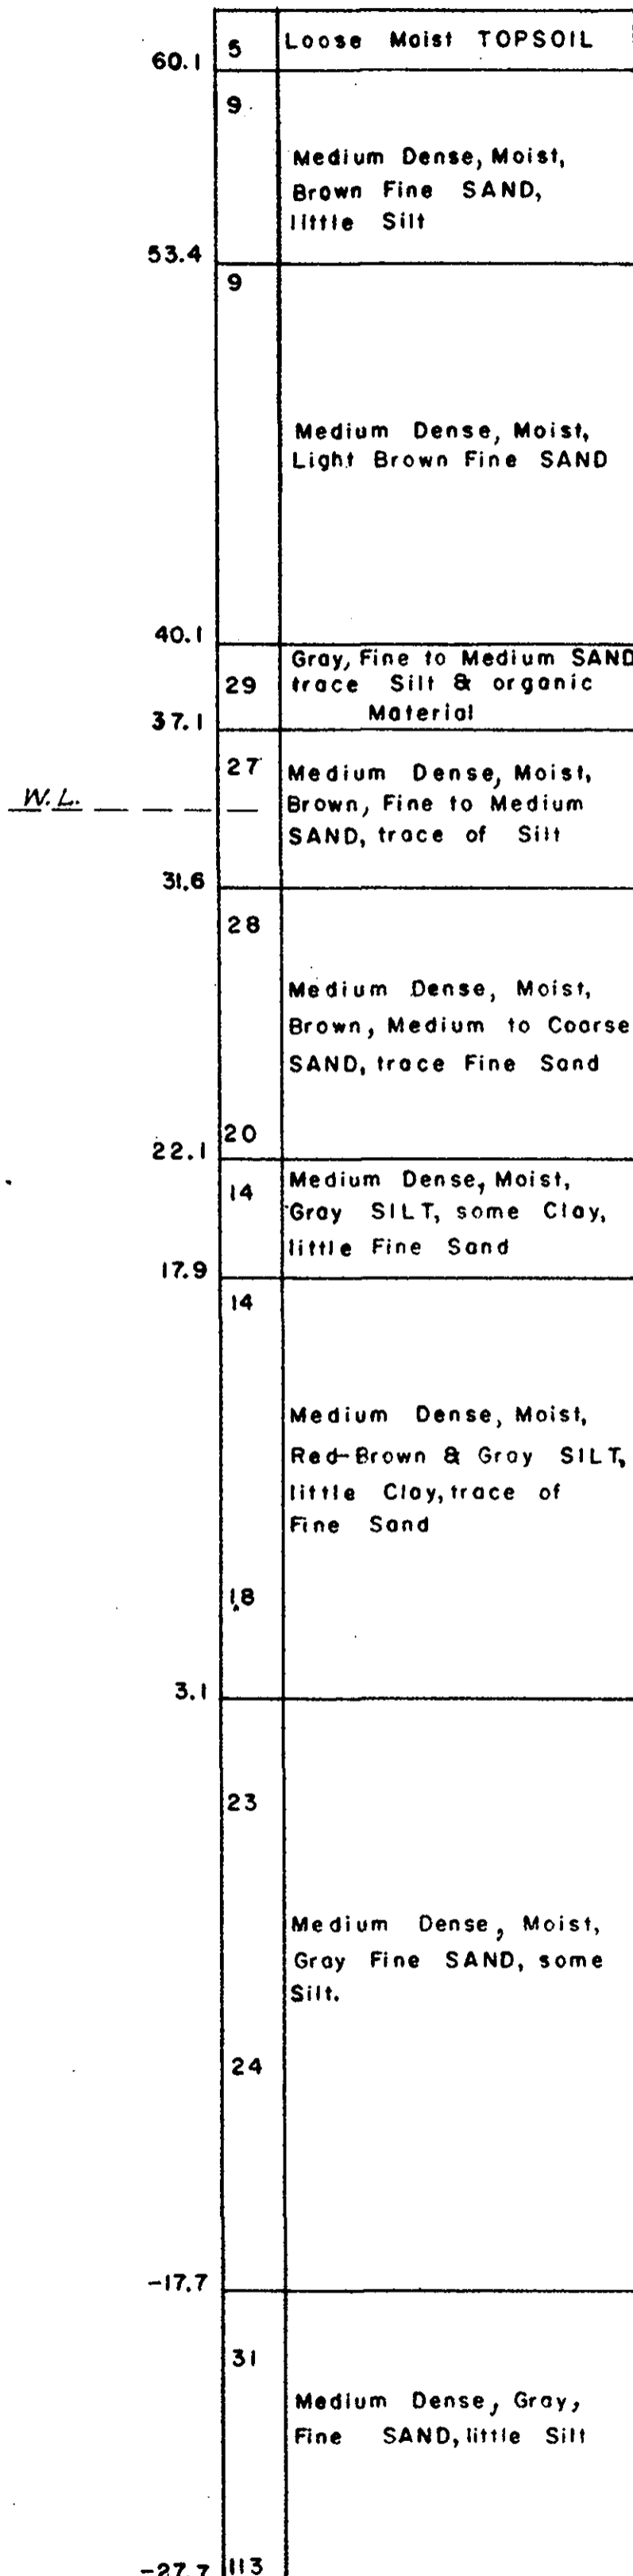 5 Loose Moist TOPSOIL
60.1
9
Medium Dense, Moist,
Brown Fine SAND,
little Silt
53.4
9
Medium Dense, Moist,
Light Brown Fine SAND
40.1
Gray, Fine to Medium SAND
29 trace Silt & organic
Material
37.1
27 Medium Dense, Moist,
W.L. Brown, Fine to Medium
SAND, trace of Silt
31.6
28
Medium Dense, Moist,
Brown, Medium to Coarse
SAND, trace Fine Sand
20
22.1
14 Medium Dense, Moist,
Gray SILT, some Clay,
little Fine Sand
17.9
14
Medium Dense, Moist,
Red-Brown & Gray SILT,
little Clay, trace of
Fine Sand
18
3.1
23
Medium Dense, Moist,
Gray Fine SAND, some
Silt.
24
-17.7
31
Medium Dense, Gray,
Fine SAND, little Silt
-27.7 113